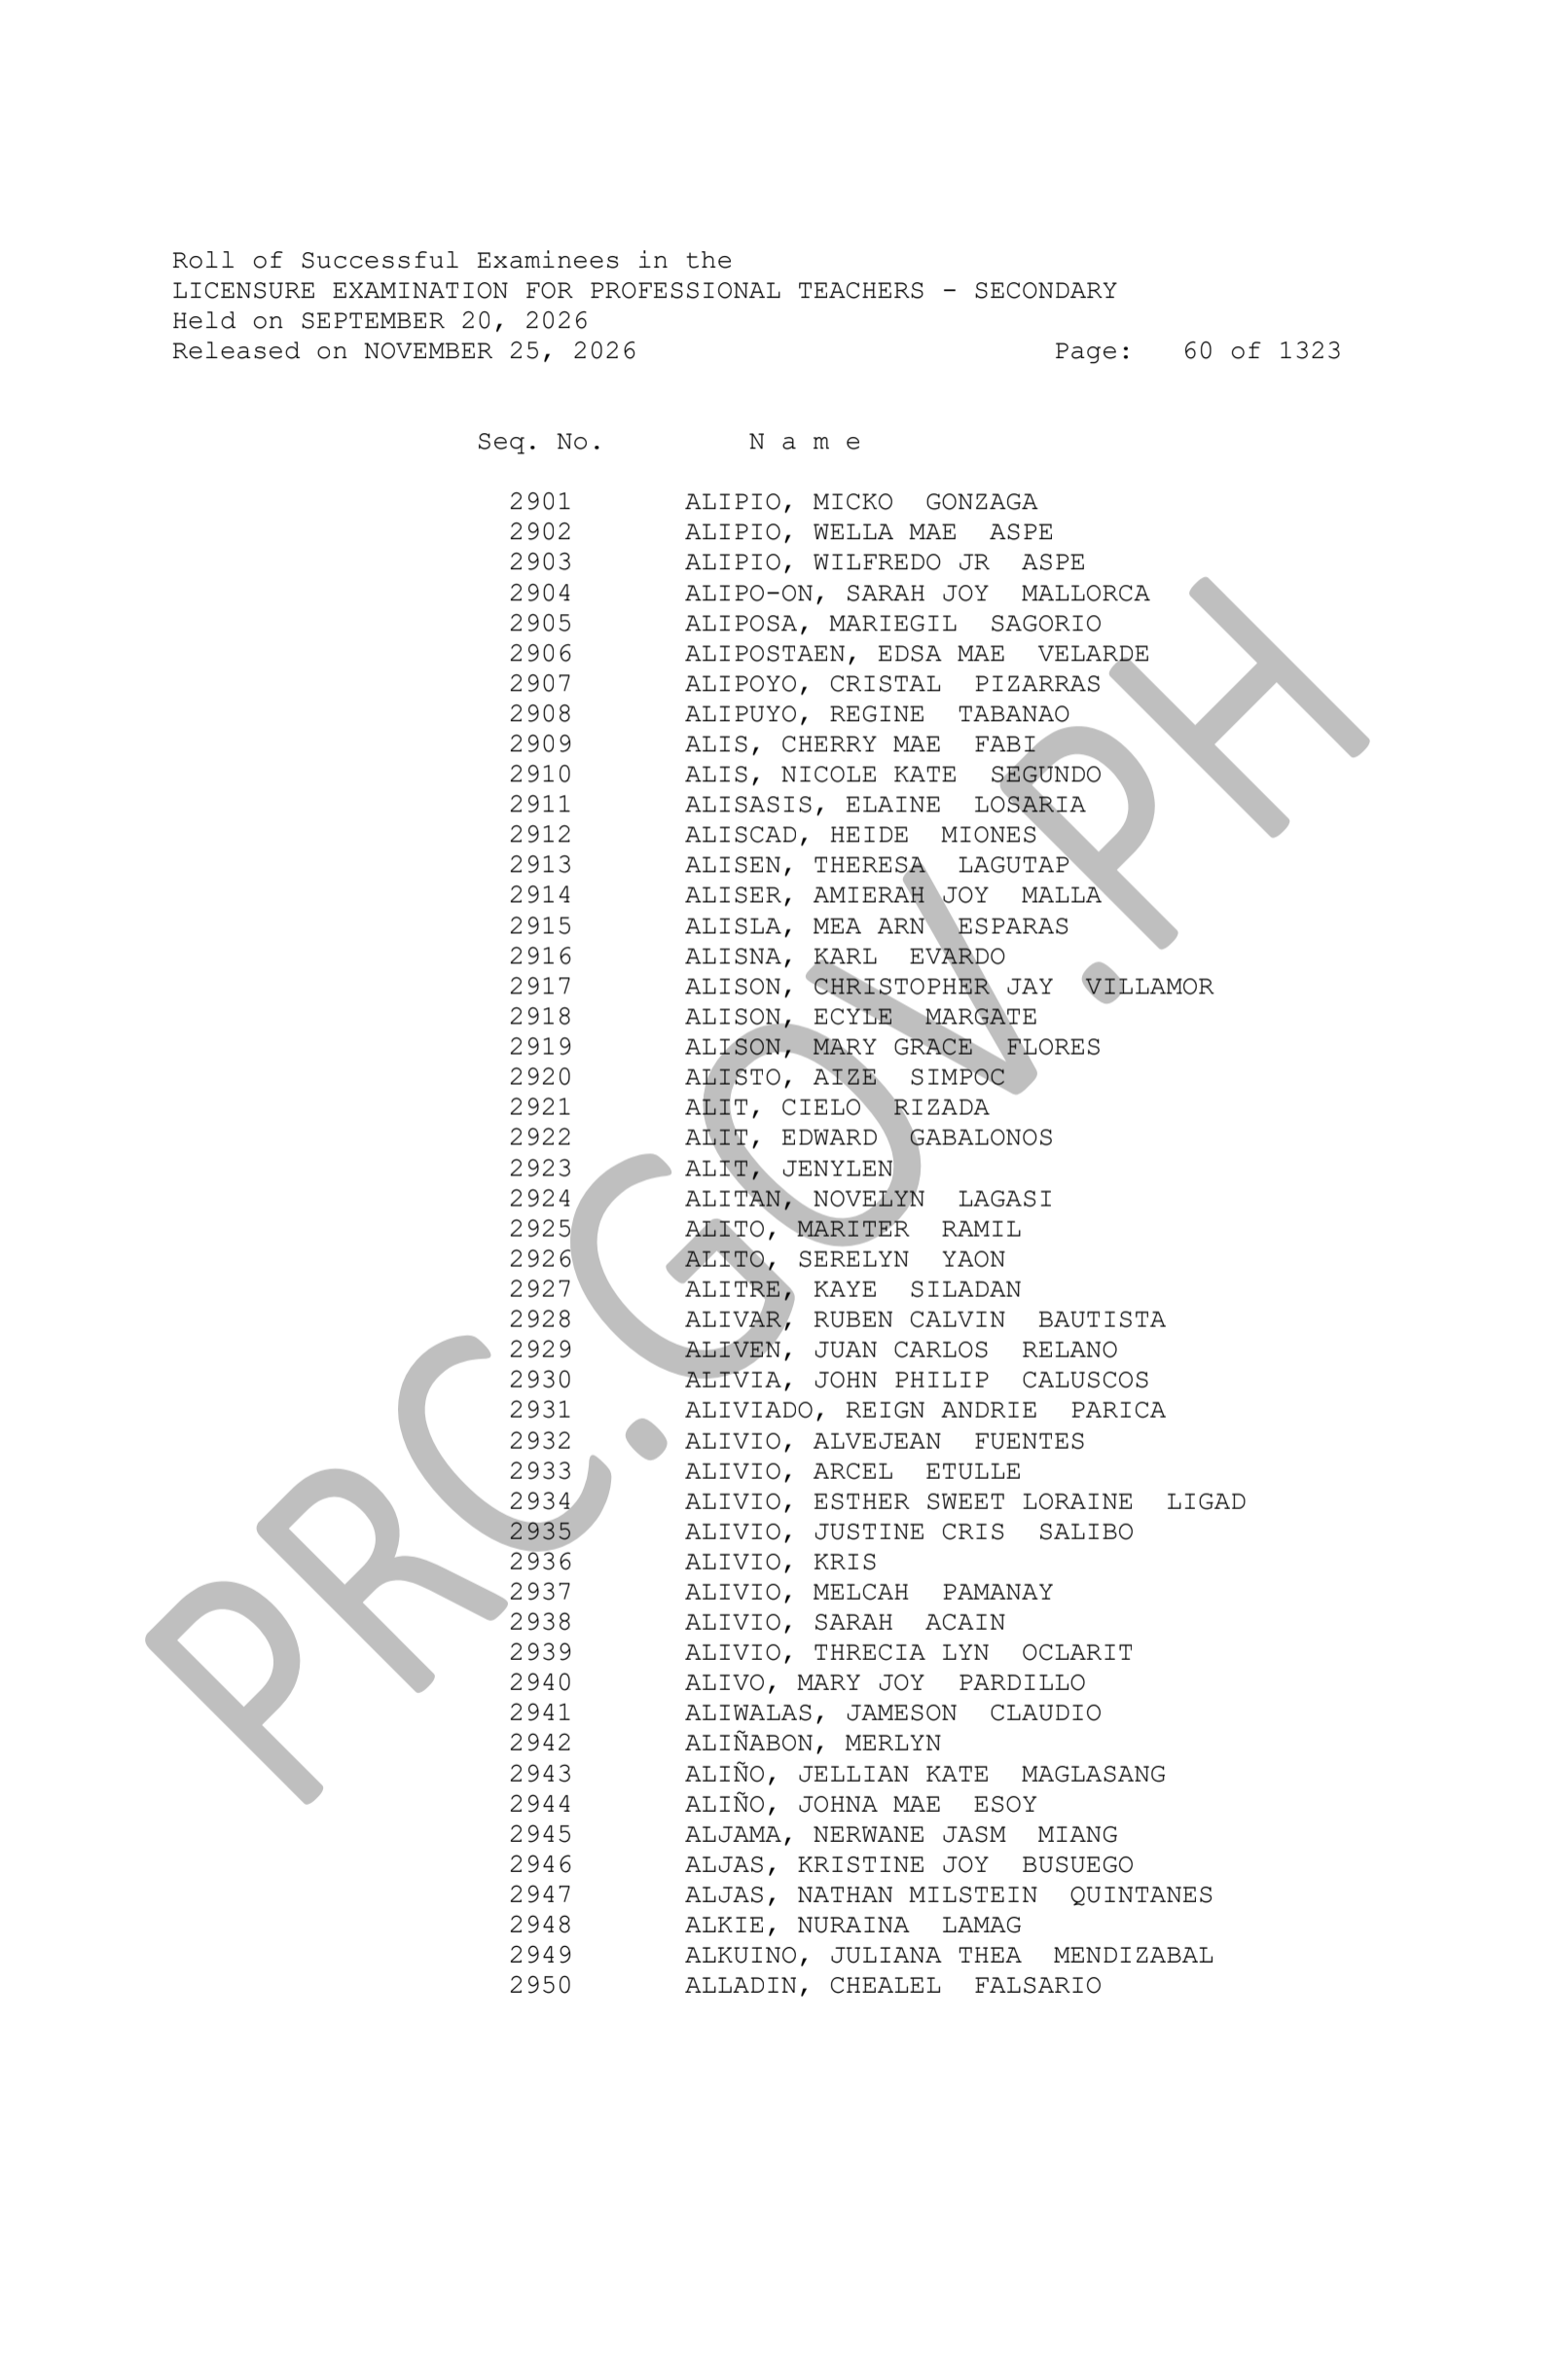 Roll of Successful Examinees in the
LICENSURE EXAMINATION FOR PROFESSIONAL TEACHERS - SECONDARY
Held on SEPTEMBER 20, 2026
Released on NOVEMBER 25, 2026 Page: 60 of 1323
Seq. No. N a m e
2901 ALIPIO, MICKO GONZAGA
2902 ALIPIO, WELLA MAE ASPE
2903 ALIPIO, WILFREDO JR ASPE
2904 ALIPO-ON, SARAH JOY MALLORCA
2905 ALIPOSA, MARIEGIL SAGORIO
2906 ALIPOSTAEN, EDSA MAE VELARDE
2907 ALIPOYO, CRISTAL PIZARRAS
2908 ALIPUYO, REGINE TABANAO
2909 ALIS, CHERRY MAE FABI
2910 ALIS, NICOLE KATE SEGUNDO
2911 ALISASIS, ELAINE LOSARIA
2912 ALISCAD, HEIDE MIONES
2913 ALISEN, THERESA LAGUTAP
2914 ALISER, AMIERAH JOY MALLA
2915 ALISLA, MEA ARN ESPARAS
2916 ALISNA, KARL EVARDO
2917 ALISON, CHRISTOPHER JAY VILLAMOR
2918 ALISON, ECYLE MARGATE
2919 ALISON, MARY GRACE FLORES
2920 ALISTO, AIZE SIMPOC
2921 ALIT, CIELO RIZADA
2922 ALIT, EDWARD GABALONOS
2923 ALIT, JENYLEN
2924 ALITAN, NOVELYN LAGASI
2925 ALITO, MARITER RAMIL
2926 ALITO, SERELYN YAON
2927 ALITRE, KAYE SILADAN
2928 ALIVAR, RUBEN CALVIN BAUTISTA
2929 ALIVEN, JUAN CARLOS RELANO
2930 ALIVIA, JOHN PHILIP CALUSCOS
2931 ALIVIADO, REIGN ANDRIE PARICA
2932 ALIVIO, ALVEJEAN FUENTES
2933 ALIVIO, ARCEL ETULLE
2934 ALIVIO, ESTHER SWEET LORAINE LIGAD
2935 ALIVIO, JUSTINE CRIS SALIBO
2936 ALIVIO, KRIS
2937 ALIVIO, MELCAH PAMANAY
2938 ALIVIO, SARAH ACAIN
2939 ALIVIO, THRECIA LYN OCLARIT
2940 ALIVO, MARY JOY PARDILLO
2941 ALIWALAS, JAMESON CLAUDIO
2942 ALIÑABON, MERLYN
2943 ALIÑO, JELLIAN KATE MAGLASANG
2944 ALIÑO, JOHNA MAE ESOY
2945 ALJAMA, NERWANE JASM MIANG
2946 ALJAS, KRISTINE JOY BUSUEGO
2947 ALJAS, NATHAN MILSTEIN QUINTANES
2948 ALKIE, NURAINA LAMAG
2949 ALKUINO, JULIANA THEA MENDIZABAL
2950 ALLADIN, CHEALEL FALSARIO
PRC.GOV.PH